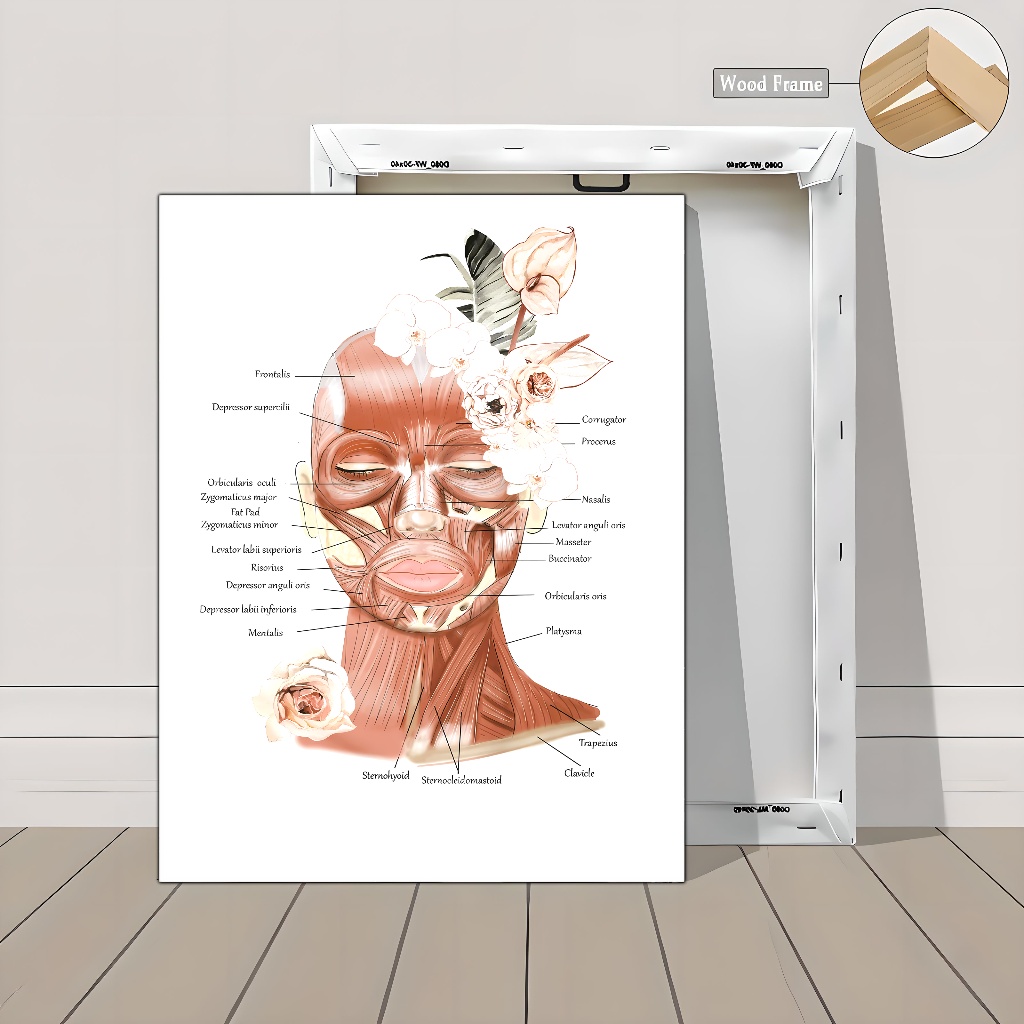 Wood Frame
Frontalis
Depressor supercilii
Corrugator
Procerus
Orbicularis oculi
Zygomaticus major
Fat Pad
Zygomaticus minor
Nasalis
Levator anguli oris
Masseter
Buccinator
Levator labii superioris
Risorius
Depressor anguli oris
Depressor labii inferioris
Mentalis
Orbicularis oris
Platysma
Trapezius
Clavicle
Sternohyoid
Sternocleidomastoid